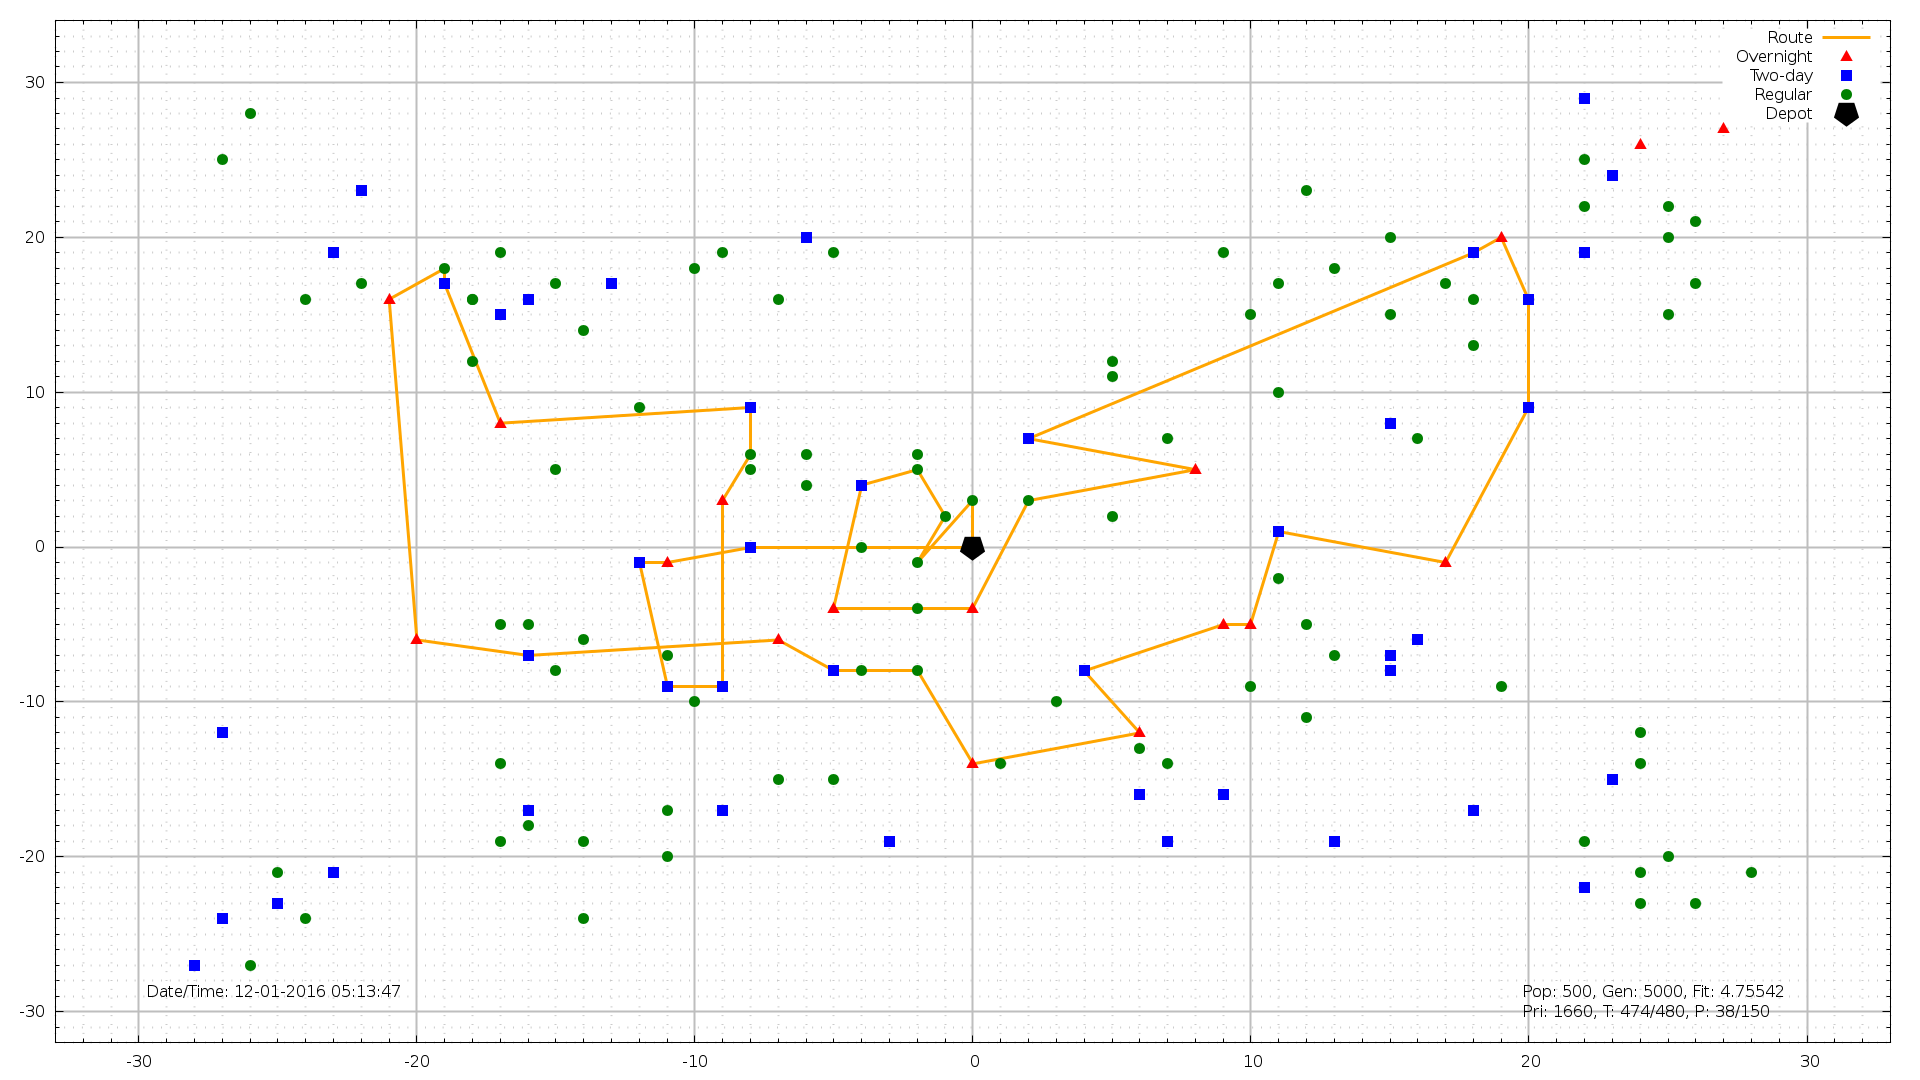 Route
Overnight
Two-day
Regular
Depot
30
20
10
0
-10
-20
-30
Date/Time: 12-01-2016 05:13:47
Pop: 500, Gen: 5000, Fit: 4.75542
Pri: 1660, T: 474/480, P: 38/150
-30 -20 -10 0 10 20 30